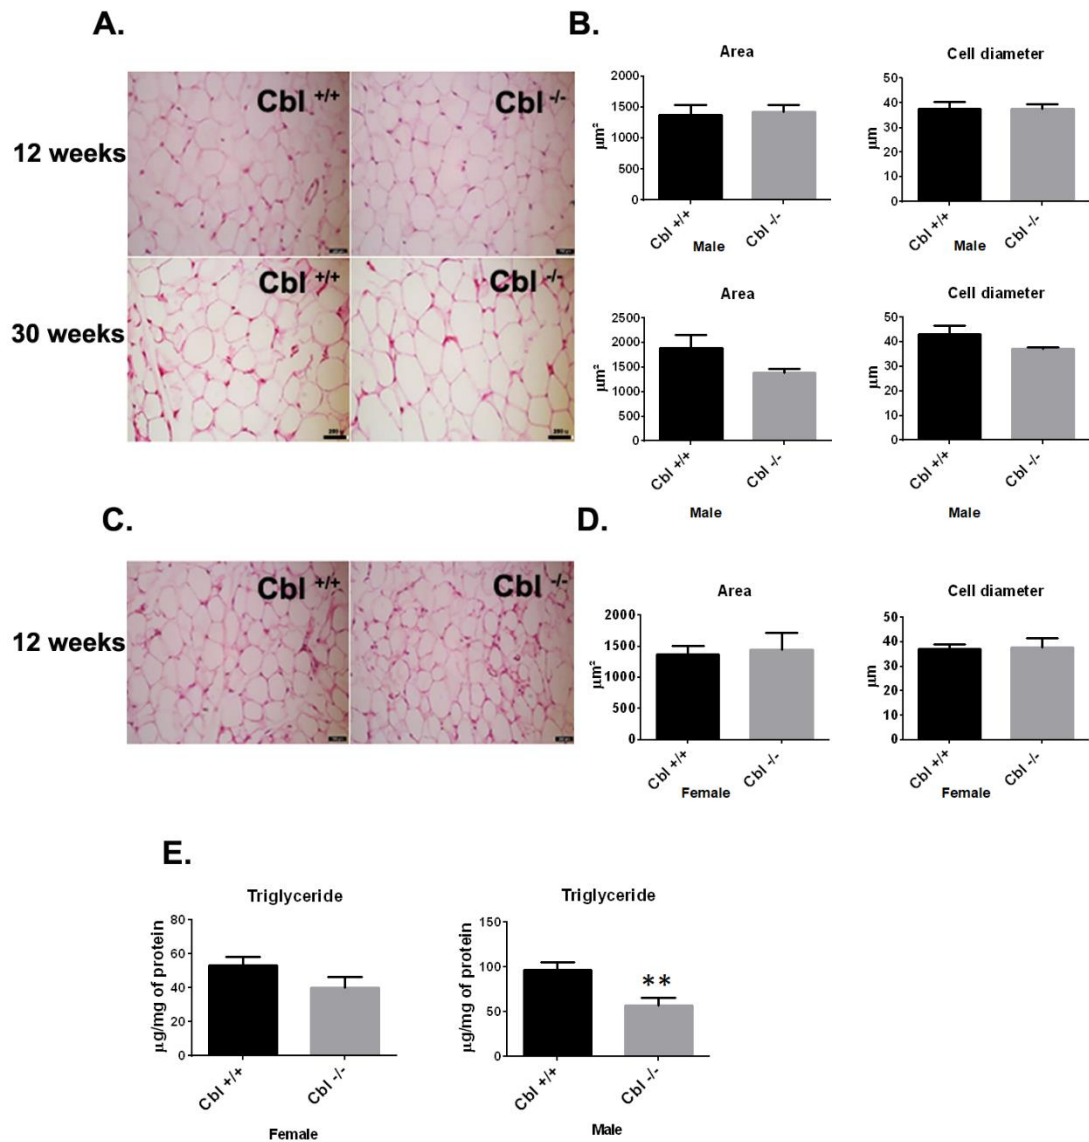 A.
12 weeks
Cbl +/+
Cbl -/-
30 weeks
Cbl +/+
Cbl -/-
200 u
200 u
B.
Area
μm²
2000
1500
1000
500
0
Cbl +/+
Cbl -/-
Male
Cell diameter
μm
50
40
30
20
10
0
Cbl +/+
Cbl -/-
Male
Area
μm²
2500
2000
1500
1000
500
0
Cbl +/+
Cbl -/-
Male
Cell diameter
μm
50
40
30
20
10
0
Cbl +/+
Cbl -/-
Male
C.
12 weeks
Cbl +/+
Cbl -/-
D.
Area
μm²
2000
1500
1000
500
0
Cbl +/+
Cbl -/-
Female
Cell diameter
μm
50
40
30
20
10
0
Cbl +/+
Cbl -/-
Female
E.
Triglyceride
μg/mg of protein
80
60
40
20
0
Cbl +/+
Cbl -/-
Female
Triglyceride
μg/mg of protein
150
100
50
0
**
Cbl +/+
Cbl -/-
Male